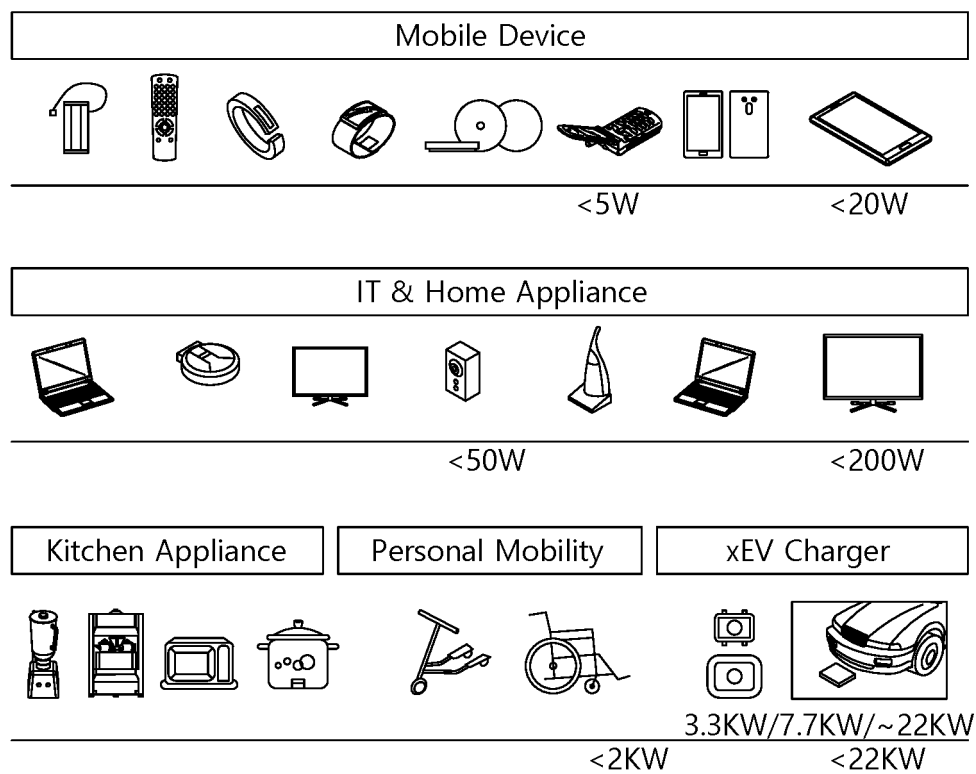 Mobile Device
<5W <20W
IT & Home Appliance
<50W <200W
Kitchen Appliance Personal Mobility xEV Charger
3.3KW/7.7KW/~22KW
<2KW <22KW